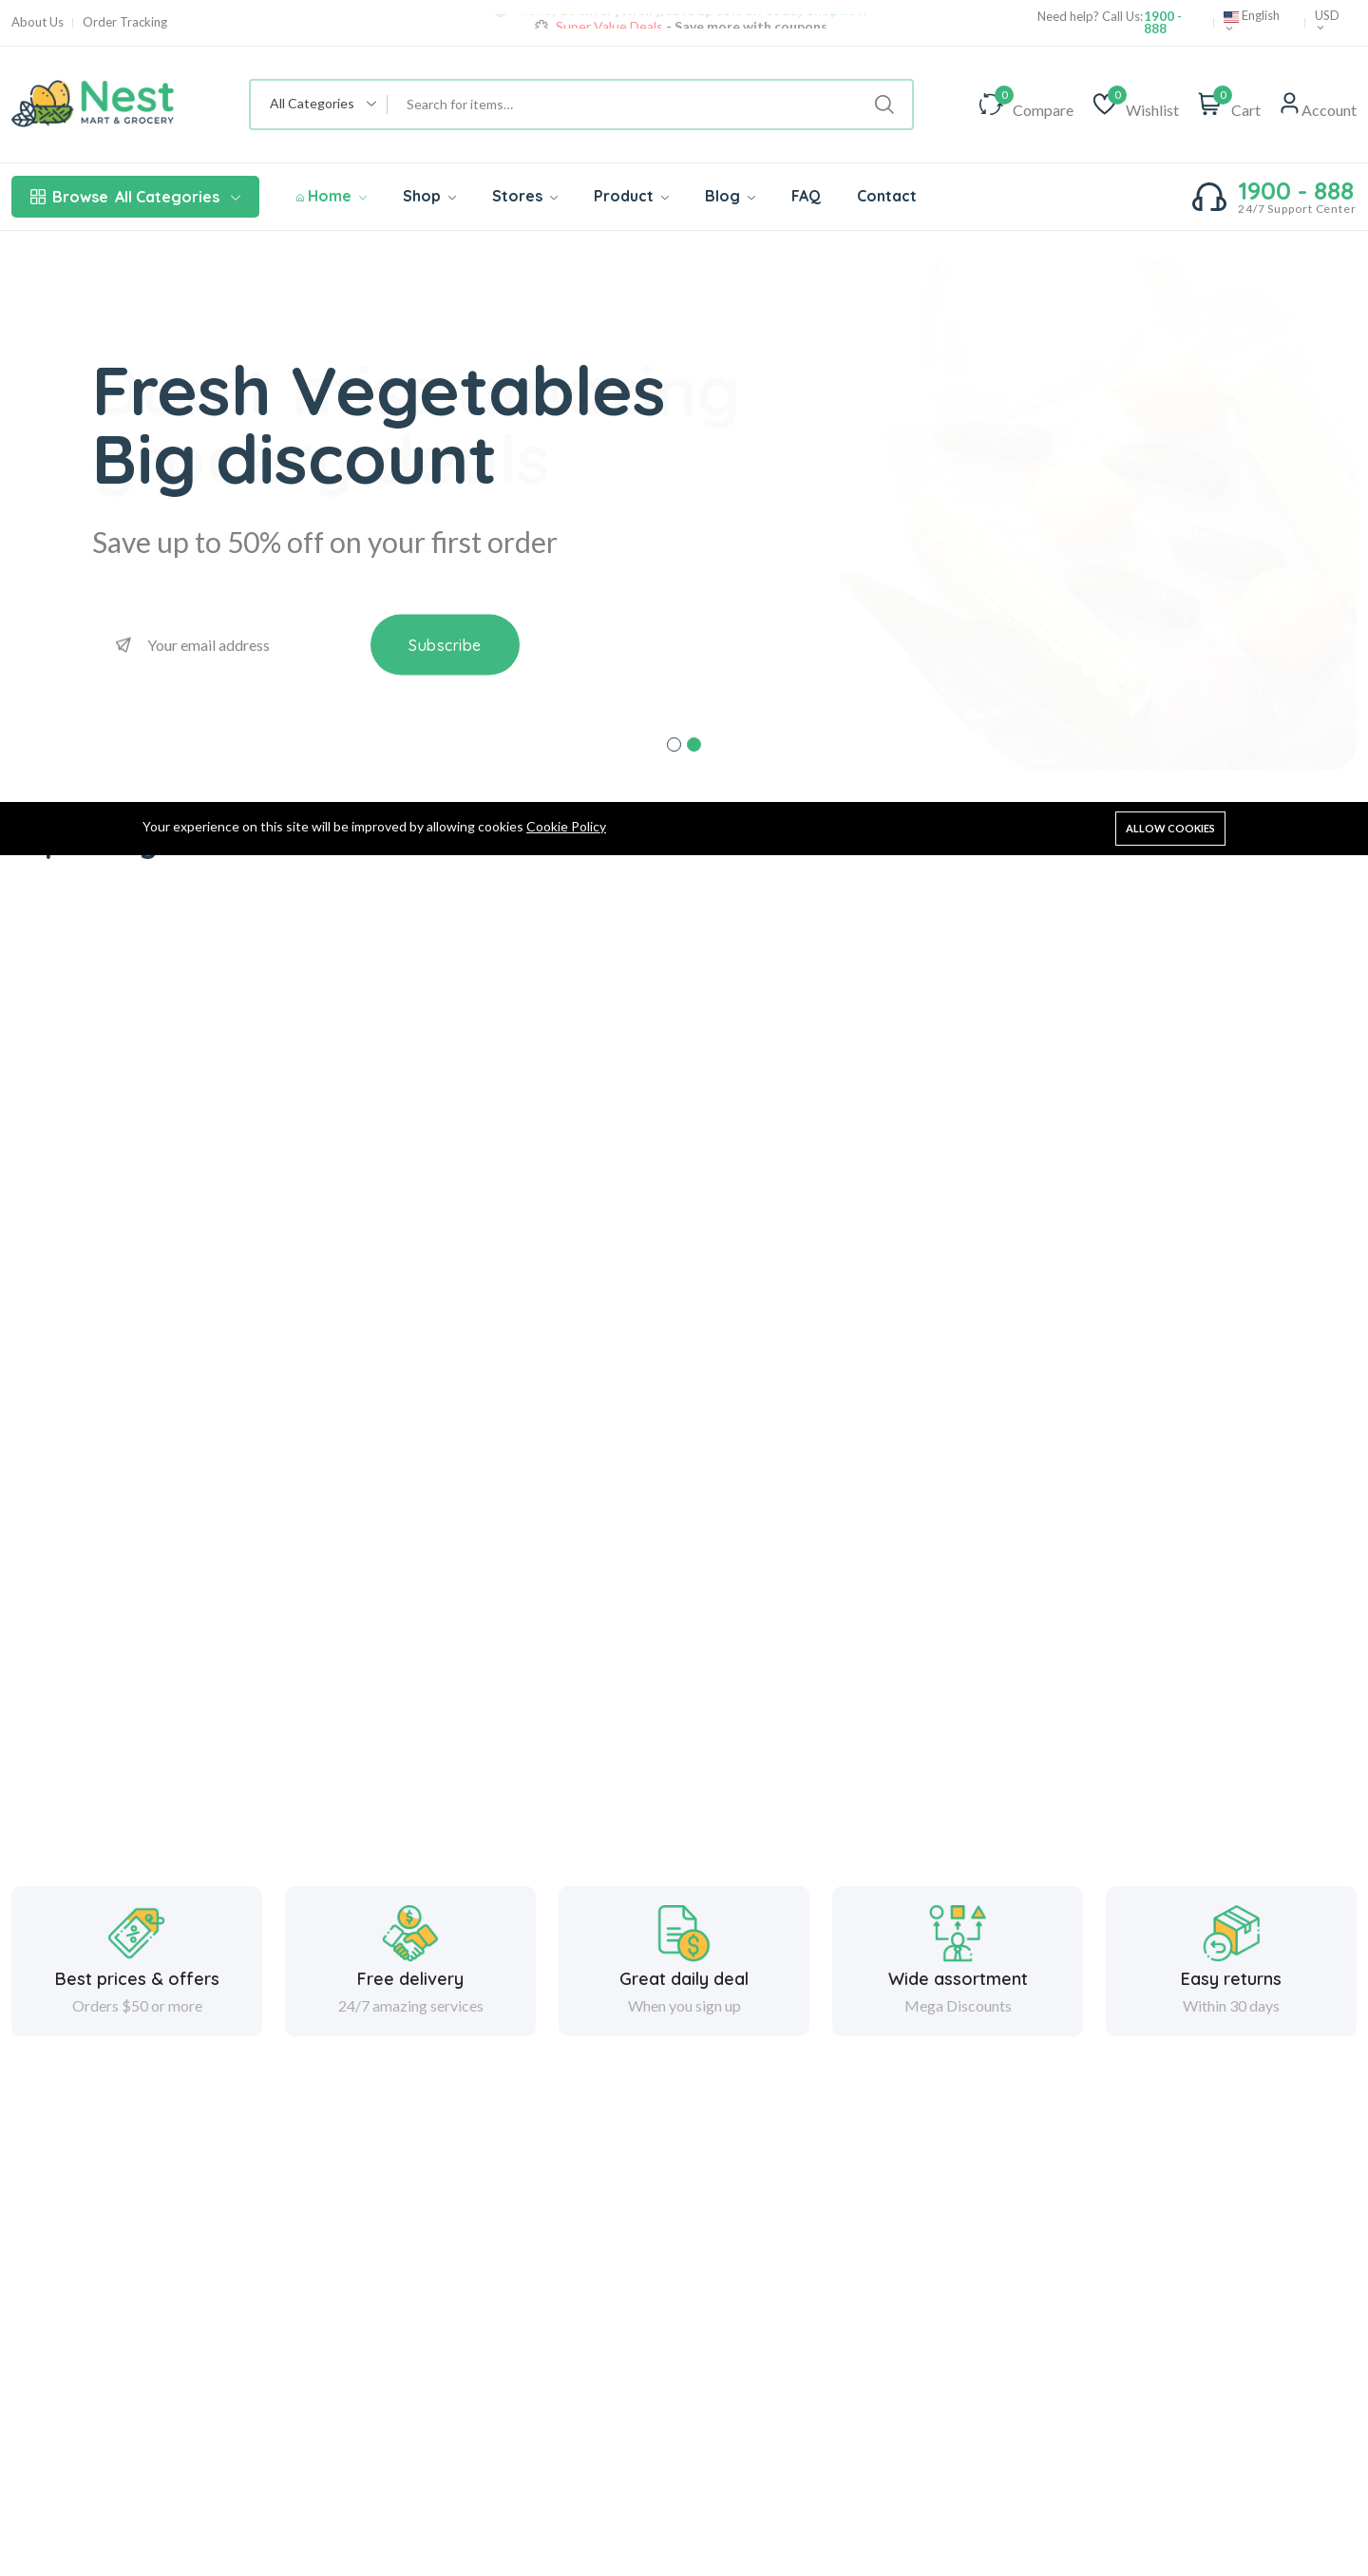 About Us
Order Tracking
Super Value Deals - Save more with coupons
Need help? Call Us: 1900 -
888
English
USD
Nest
MART & GROCERY
All Categories
Search for items...
0 Compare
0 Wishlist
0 Cart
Account
Browse All Categories
Home
Shop
Stores
Product
Blog
FAQ
Contact
1900 - 888
24/7 Support Center
Fresh Vegetables
Big discount
Save up to 50% off on your first order
Your email address
Subscribe
Your experience on this site will be improved by allowing cookies Cookie Policy
ALLOW COOKIES
Best prices & offers
Orders $50 or more
Free delivery
24/7 amazing services
Great daily deal
When you sign up
Wide assortment
Mega Discounts
Easy returns
Within 30 days